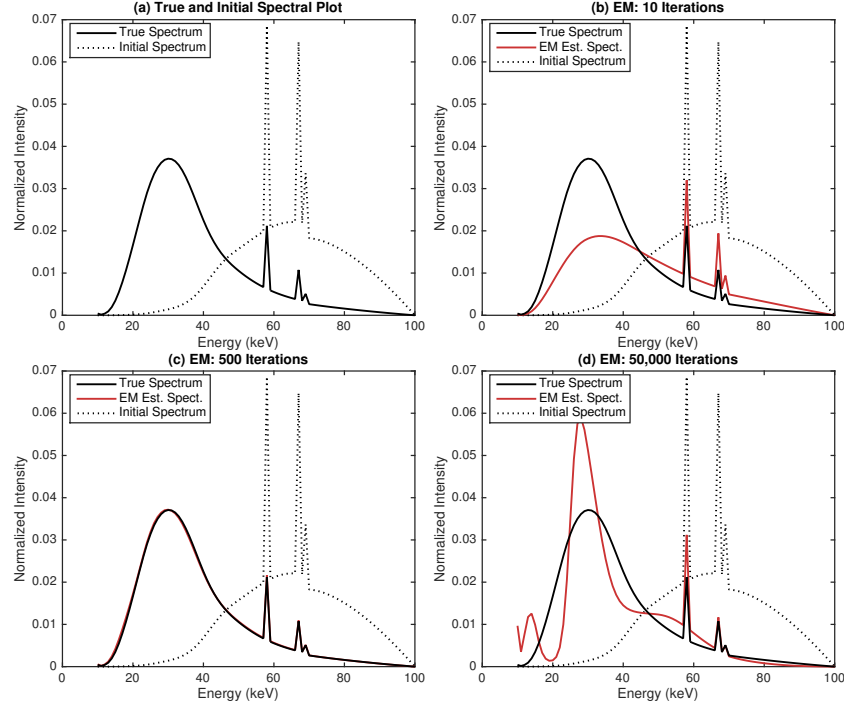 (a) True and Initial Spectral Plot
True Spectrum
Initial Spectrum
Normalized Intensity
0.07
0.06
0.05
0.04
0.03
0.02
0.01
0
0 20 40 60 80 100
Energy (keV)
(b) EM: 10 Iterations
True Spectrum
EM Est. Spect.
Initial Spectrum
Normalized Intensity
0.07
0.06
0.05
0.04
0.03
0.02
0.01
0
0 20 40 60 80 100
Energy (keV)
(c) EM: 500 Iterations
True Spectrum
EM Est. Spect.
Initial Spectrum
Normalized Intensity
0.07
0.06
0.05
0.04
0.03
0.02
0.01
0
0 20 40 60 80 100
Energy (keV)
(d) EM: 50,000 Iterations
True Spectrum
EM Est. Spect.
Initial Spectrum
Normalized Intensity
0.07
0.06
0.05
0.04
0.03
0.02
0.01
0
0 20 40 60 80 100
Energy (keV)